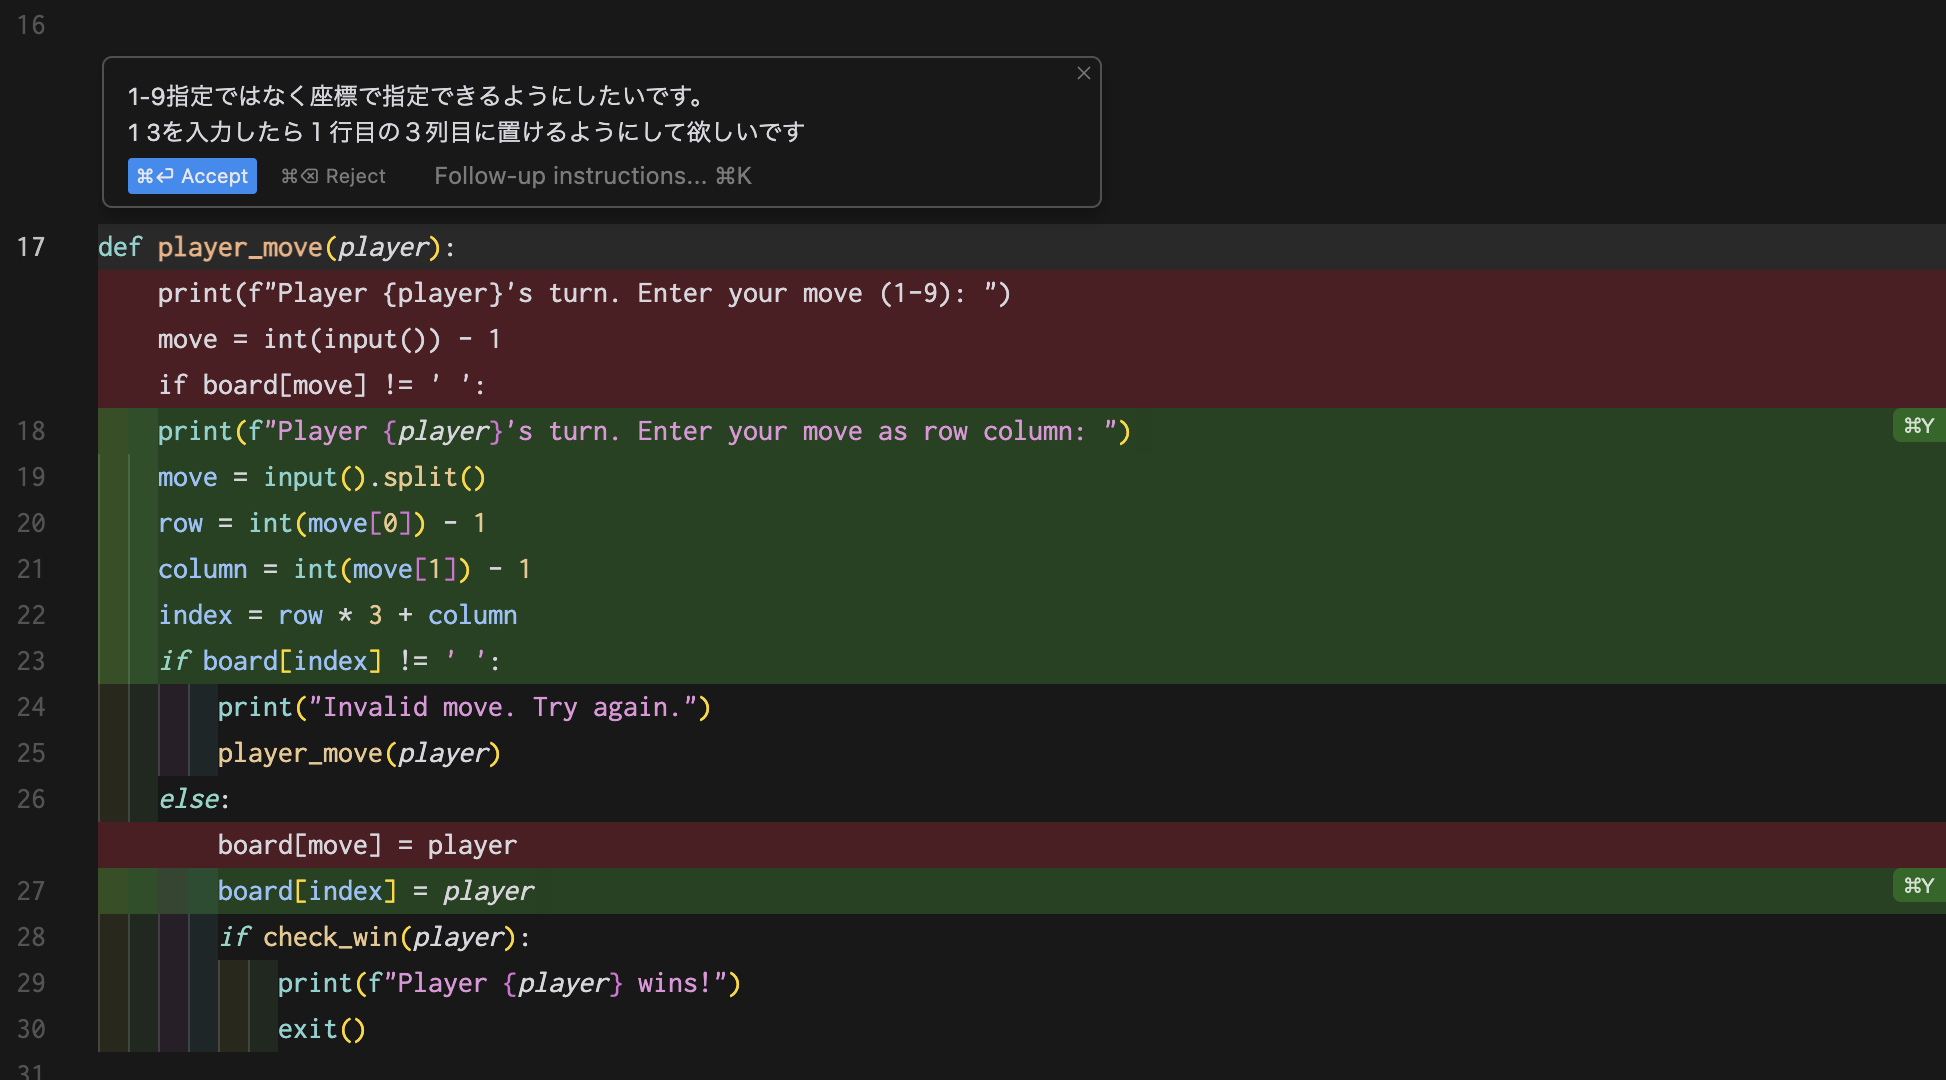 16
1-9指定ではなく座標で指定できるようにしたいです。
1 3を入力したら１行目の３列目に置けるようにして欲しいです
⌘⏎ Accept ⌘⌫ Reject Follow-up instructions... ⌘K
17 def player_move(player):
print(f"Player {player}'s turn. Enter your move (1-9): ")
move = int(input()) - 1
if board[move] != ' ':
18 print(f"Player {player}'s turn. Enter your move as row column: ") ⌘Y
19 move = input().split()
20 row = int(move[0]) - 1
21 column = int(move[1]) - 1
22 index = row * 3 + column
23 if board[index] != ' ':
24 print("Invalid move. Try again.")
25 player_move(player)
26 else:
board[move] = player
27 board[index] = player ⌘Y
28 if check_win(player):
29 print(f"Player {player} wins!")
30 exit()
31